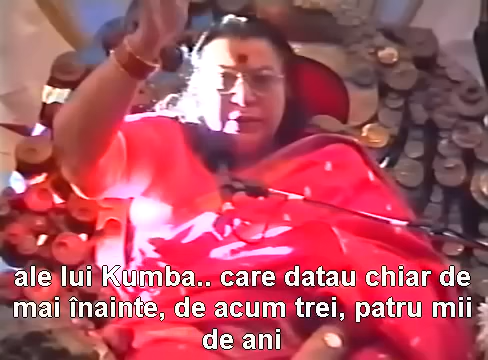 ale lui Kumba.. care datau chiar de
mai înainte, de acum trei, patru mii
de ani